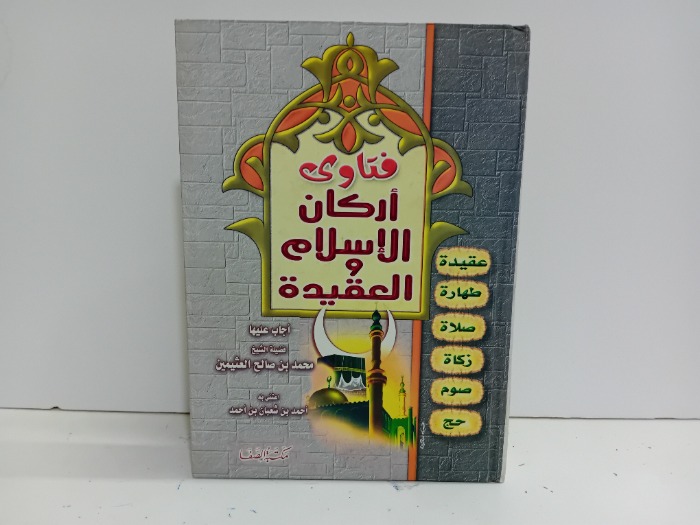 فتاوى
أركان
الإسلام
و
العقيدة
أجاب عليها
فضيلة الشيخ
محمد بن صالح العثيمين
اعتنى به
أحمد بن شعبان بن أحمد
مكتبة الصفا
عقيدة
طهارة
صلاة
زكاة
صوم
حج